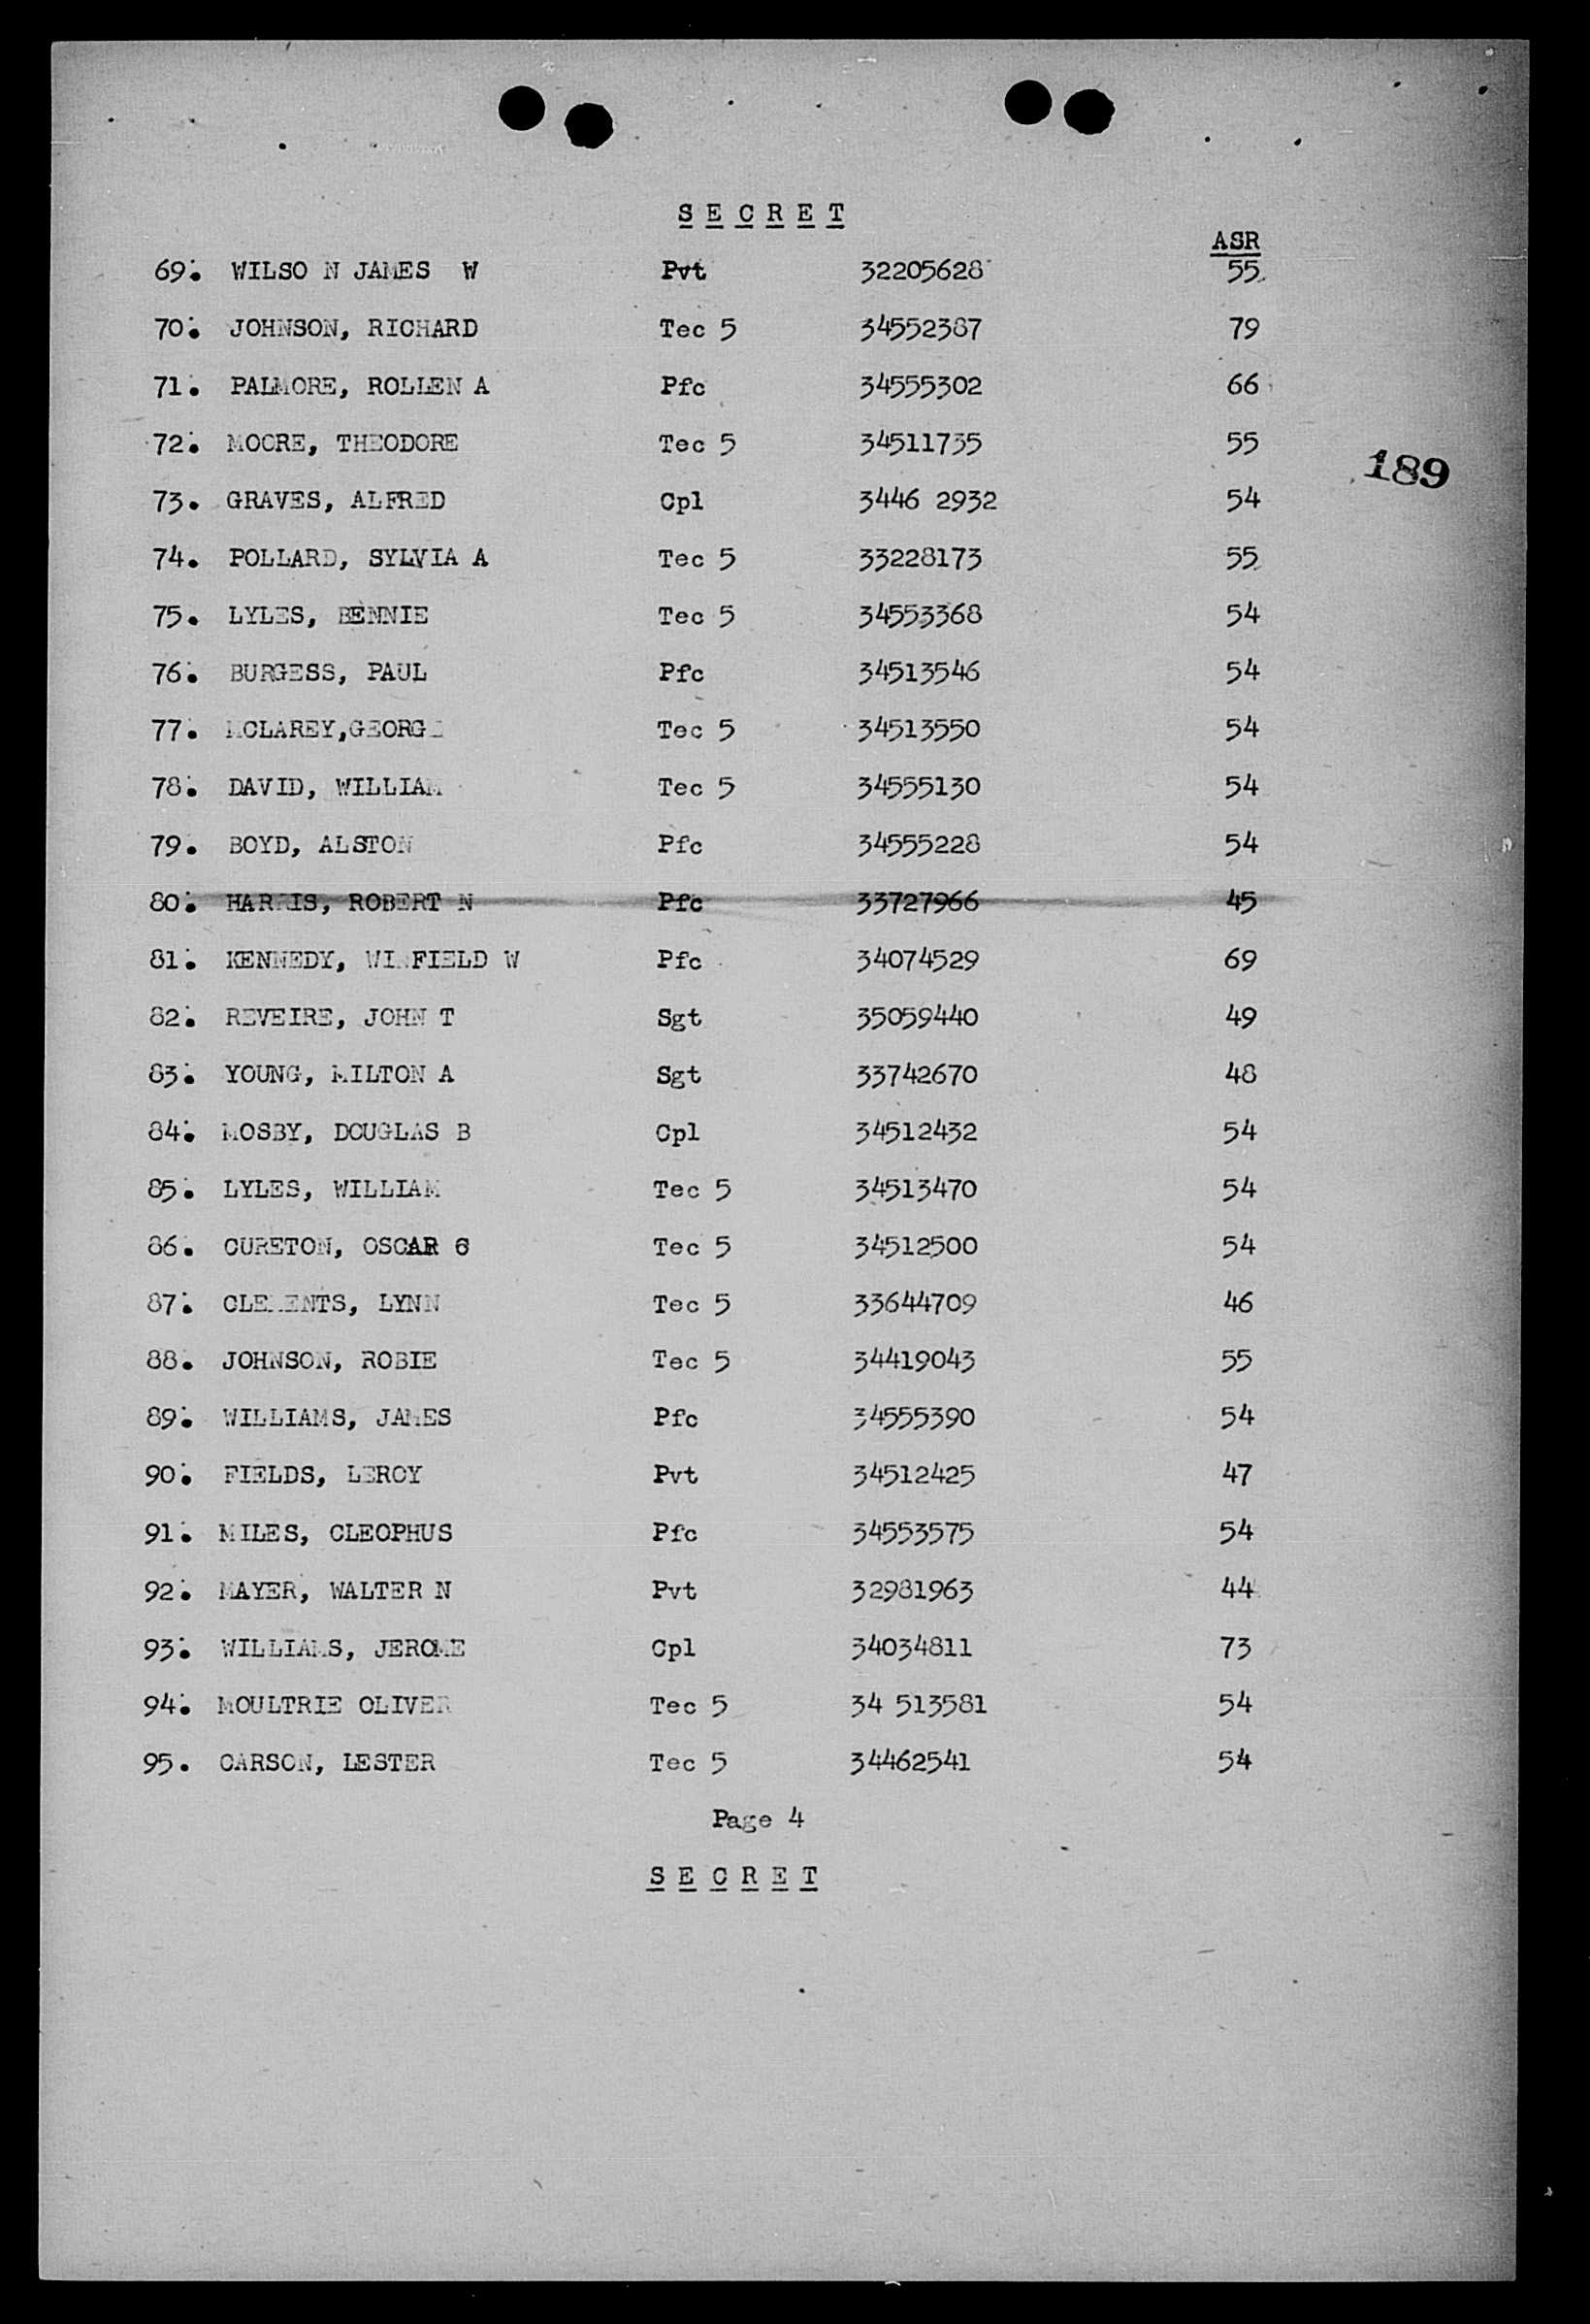 S E C R E T
ASR
69. WILSO N JAMES W Pvt 32205628 55
70. JOHNSON, RICHARD Tec 5 34552387 79
71. PALMORE, ROLLEN A Pfc 34555302 66
72. MOORE, THEODORE Tec 5 34511735 55
189
73. GRAVES, ALFRED Cpl 3446 2932 54
74. POLLARD, SYLVIA A Tec 5 33228173 55
75. LYLES, BENNIE Tec 5 34553368 54
76. BURGESS, PAUL Pfc 34513546 54
77. MCLAREY,GEORGE Tec 5 34513550 54
78. DAVID, WILLIAM Tec 5 34555130 54
79. BOYD, ALSTON Pfc 34555228 54
80. HARRIS, ROBERT N Pfc 33727966 45
81. KENNEDY, WINFIELD W Pfc 34074529 69
82. REVEIRE, JOHN T Sgt 35059440 49
83. YOUNG, MILTON A Sgt 33742670 48
84. MOSBY, DOUGLAS B Cpl 34512432 54
85. LYLES, WILLIAM Tec 5 34513470 54
86. CURETON, OSCAR Tec 5 34512500 54
87. CLEMENTS, LYNN Tec 5 33644709 46
88. JOHNSON, ROBIE Tec 5 34419043 55
89. WILLIAMS, JAMES Pfc 34555390 54
90. FIELDS, LEROY Pvt 34512425 47
91. MILES, CLEOPHUS Pfc 34553575 54
92. MAYER, WALTER N Pvt 32981963 44
93. WILLIAMS, JEROME Cpl 34034811 73
94. MOULTRIE OLIVER Tec 5 34 513581 54
95. CARSON, LESTER Tec 5 34462541 54
Page 4
S E C R E T